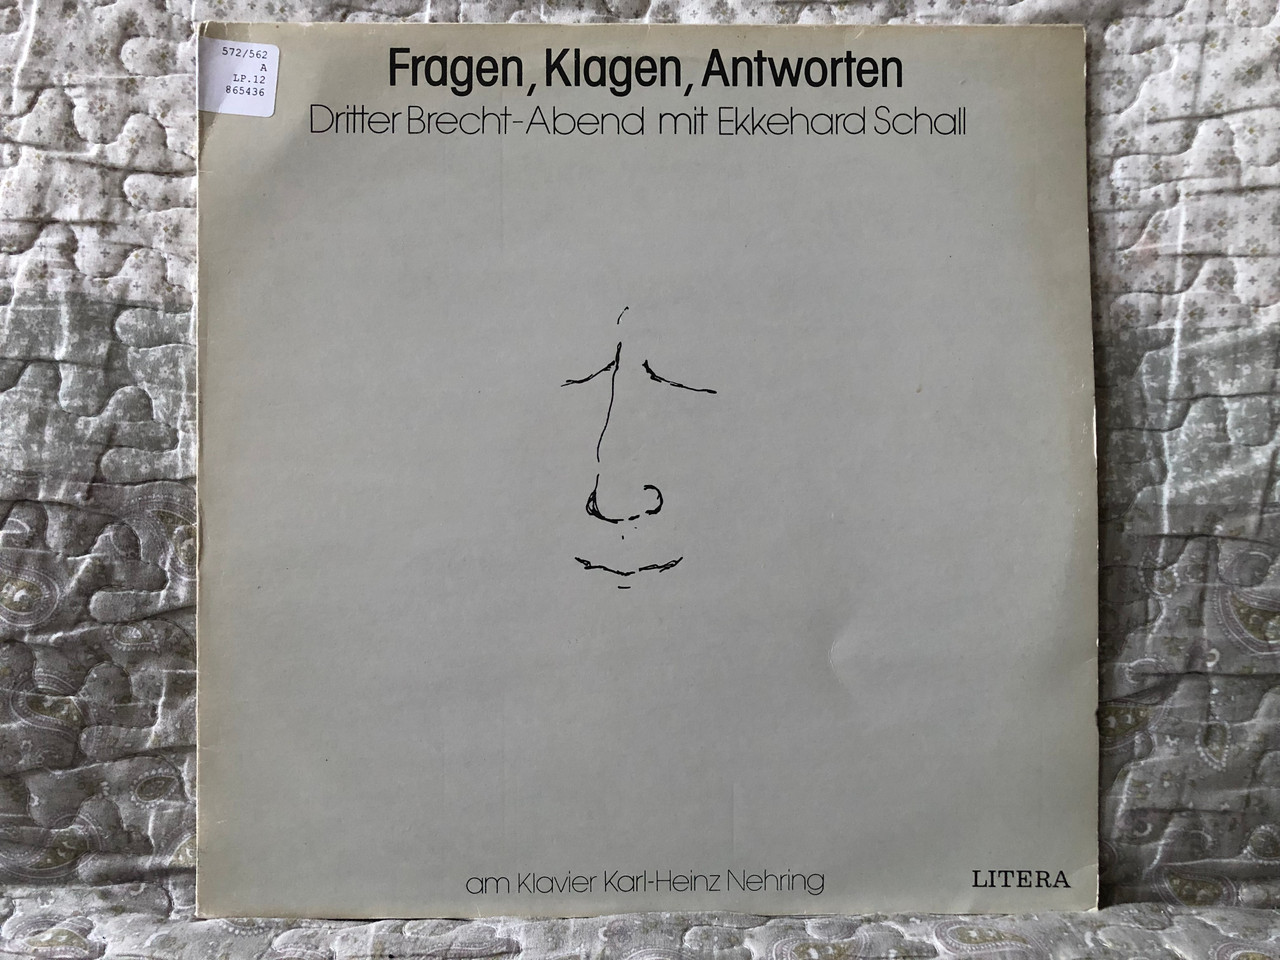 572/562
A
LP.12
865436
Fragen, Klagen, Antworten
Dritter Brecht-Abend mit Ekkehard Schall
am Klavier Karl-Heinz Nehring
LITERA